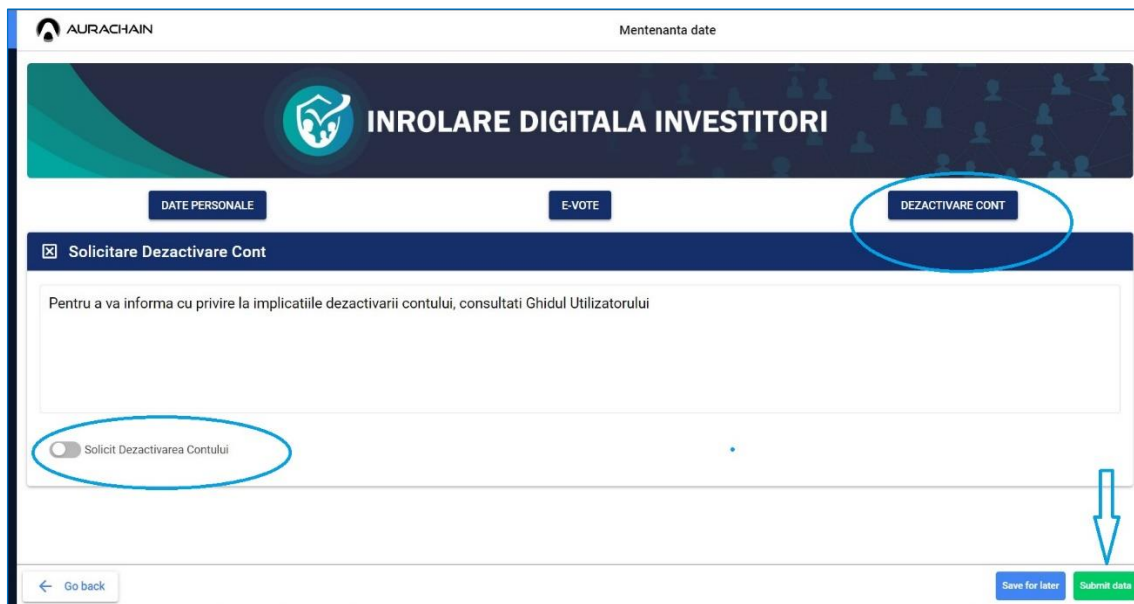 AURACHAIN
Mentenanta date
INROLARE DIGITALA INVESTITORI
DATE PERSONALE
E-VOTE
DEZACTIVARE CONT
Solicitare Dezactivare Cont
Pentru a va informa cu privire la implicatiile dezactivarii contului, consultati Ghidul Utilizatorului
Solicit Dezactivarea Contului
Go back
Save for later
Submit data